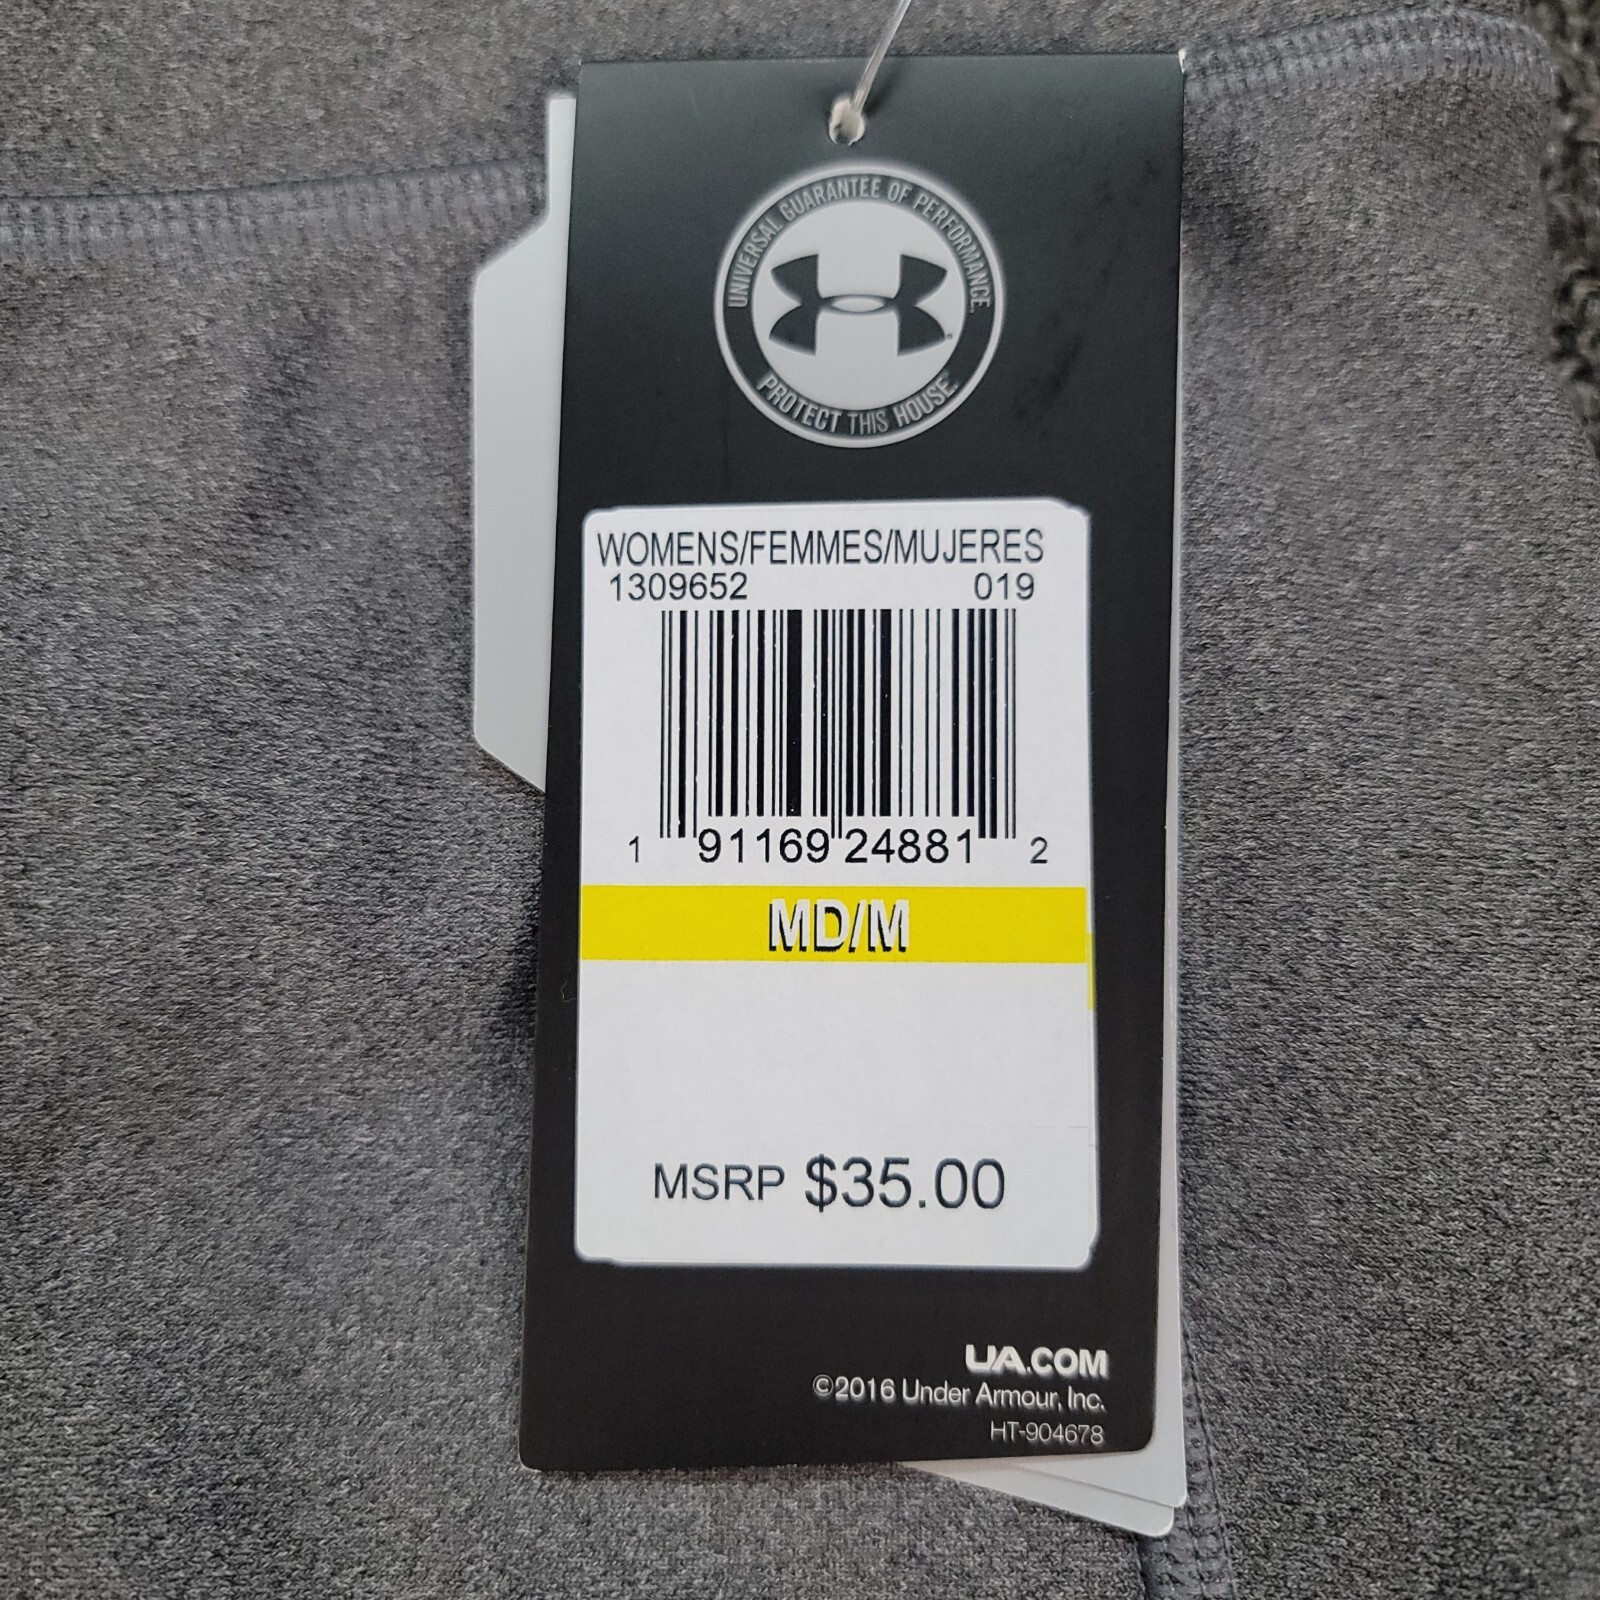 UNIVERSAL GUARANTEE OF PERFORMANCE.
PROTECT THIS HOUSE
WOMENS/FEMMES/MUJERES
1309652 019
1 91169 24881 2
MD/M
MSRP $35.00
UA.COM
©2016 Under Armour, Inc.
HT-904678